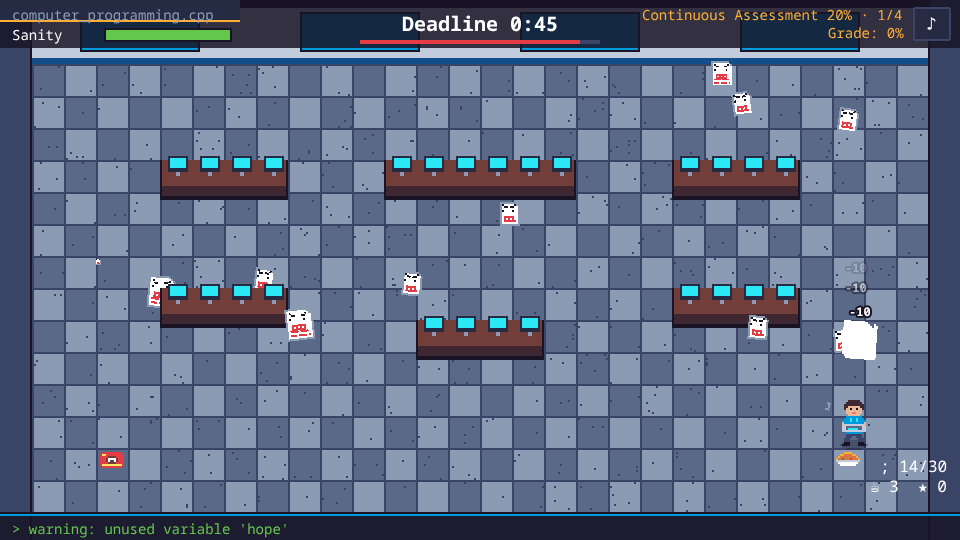 computer programming.cpp
Sanity
Deadline 0:45
Continuous Assessment 20% · 1/4
Grade: 0%
♪
-10
-10
-10
; 14/30
☕ 3 ★ 0
> warning: unused variable 'hope'